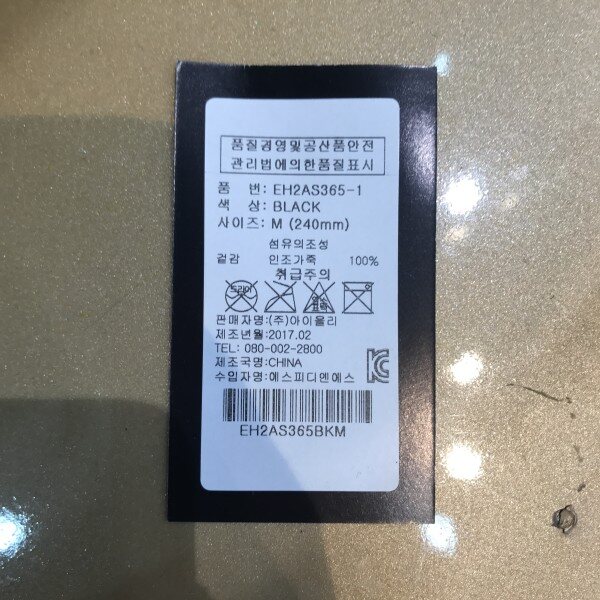 품질경영및공산품안전
관리법에의한품질표시
품 번: EH2AS365-1
색 상: BLACK
사이즈: M (240mm)
섬유의조성
겉감 인조가죽 100%
취급주의
드라이
판매자명:(주)아이올리
제조년월:2017.02
TEL: 080-002-2800
제조국명:CHINA
수입자명:에스피디엔에스
EH2AS365BKM